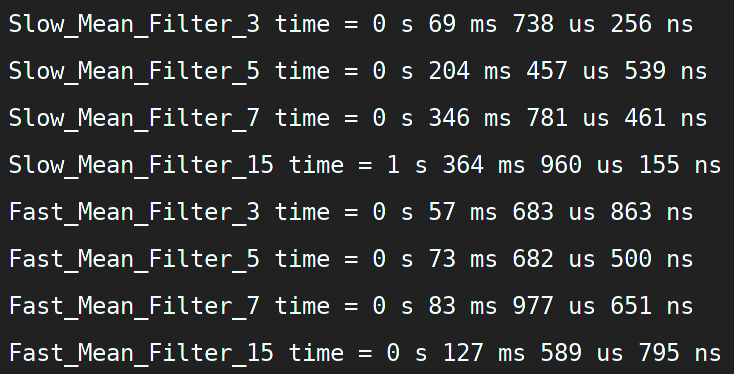 Slow_Mean_Filter_3 time = 0 s 69 ms 738 us 256 ns
Slow_Mean_Filter_5 time = 0 s 204 ms 457 us 539 ns
Slow_Mean_Filter_7 time = 0 s 346 ms 781 us 461 ns
Slow_Mean_Filter_15 time = 1 s 364 ms 960 us 155 ns
Fast_Mean_Filter_3 time = 0 s 57 ms 683 us 863 ns
Fast_Mean_Filter_5 time = 0 s 73 ms 682 us 500 ns
Fast_Mean_Filter_7 time = 0 s 83 ms 977 us 651 ns
Fast_Mean_Filter_15 time = 0 s 127 ms 589 us 795 ns